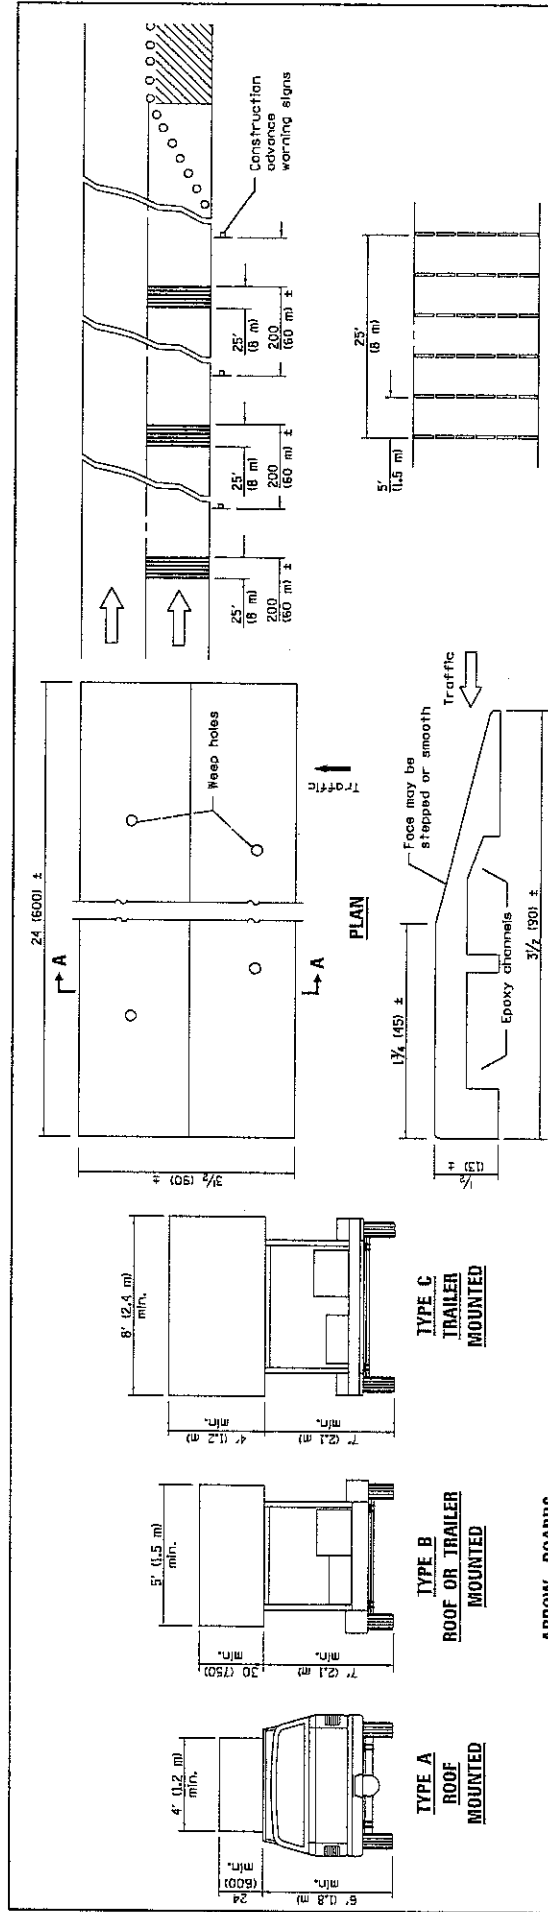 4' (1.2 m)
min.
24
(600)
min.
6' (1.8 m)
min.
TYPE A
ROOF
MOUNTED
5' (1.5 m)
min.
30 (750)
min.
7' (2.1 m)
min.
TYPE B
ROOF OR TRAILER
MOUNTED
8' (2.4 m)
min.
4' (1.2 m)
min.
7' (2.1 m)
min.
TYPE C
TRAILER
MOUNTED
ARROW BOARDS
24 (600) ±
A
A
3½ (90) ±
Weep holes
Traffic
PLAN
1¾ (45) ±
Face may be
stepped or smooth
Traffic
½
(13) ±
Epoxy channels
3½ (90) ±
25'
(8 m)
200
(60 m) ±
25'
(8 m)
200
(60 m) ±
25'
(8 m)
200
(60 m) ±
Construction
advance
warning signs
25'
(8 m)
5'
(1.5 m)